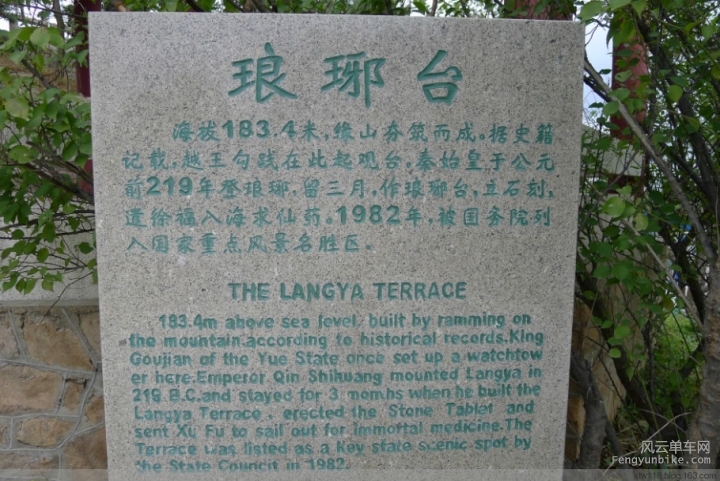 琅琊台
海拔183.4米,缘山夯筑而成。据史籍
记载,越王勾践在此起观台。秦始皇于公元
前219年登琅琊,留三月,作琅琊台,立石刻,
遣徐福入海求仙药。1982年,被国务院列
入国家重点风景名胜区。
THE LANGYA TERRACE
183.4m above sea level built by ramming on
the mountain.according to historical records.King
Goujian of the Yue State once set up a watchtow
er here.Emperor Qin Shihuang mounted Langya in
219 B.C.and stayed for 3 momhs when he built the
Langya Terrace , erected the Stone Tablet and
sent Xu Fu to sail out for immortal medicine.The
Terrace was listed as a Key state scenic spot by
the State Council in 1982.
风云单车网
Fengyunbike.com